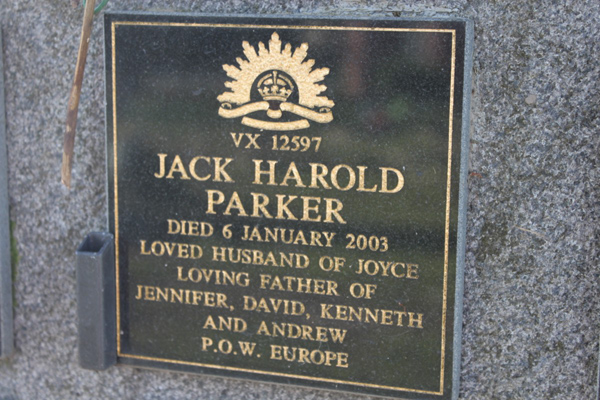 VX 12597
JACK HAROLD
PARKER
DIED 6 JANUARY 2003
LOVED HUSBAND OF JOYCE
LOVING FATHER OF
JENNIFER, DAVID, KENNETH
AND ANDREW
P.O.W. EUROPE